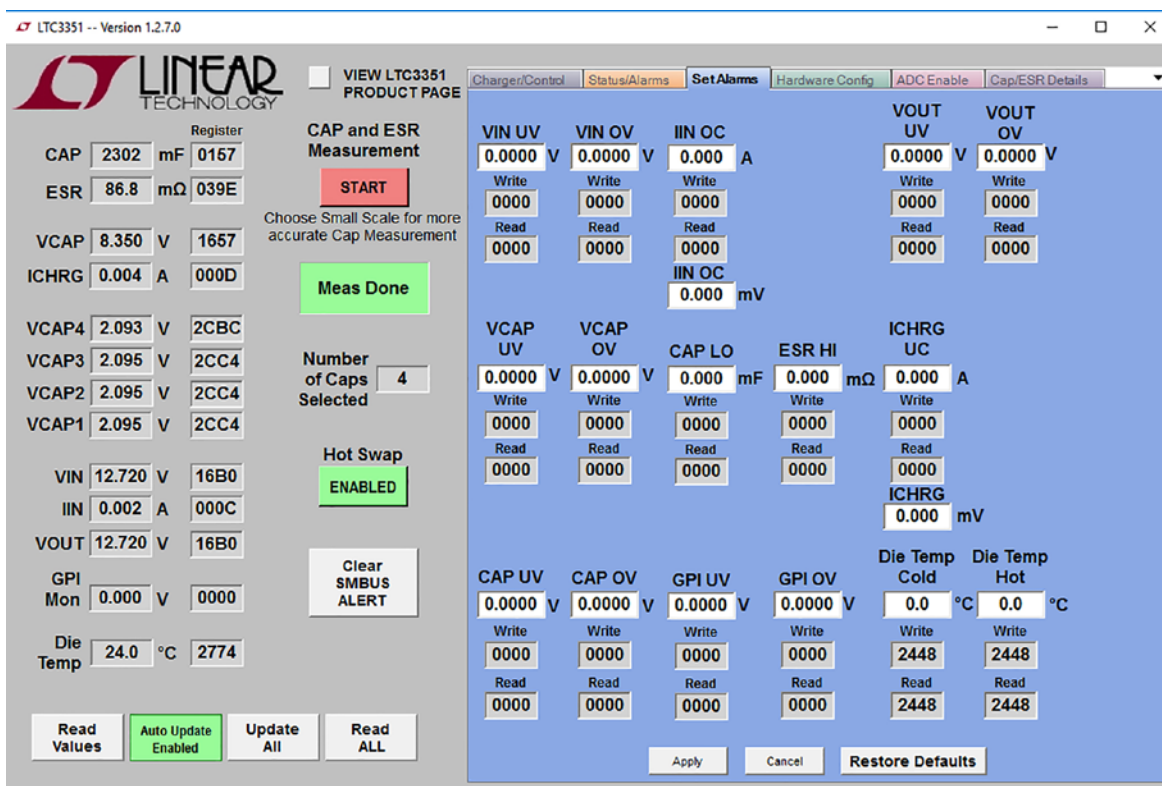 LTC3351 -- Version 1.2.7.0
LINEAR
TECHNOLOGY
VIEW LTC3351
PRODUCT PAGE
Register
CAP 2302 mF 0157
ESR 86.8 mΩ 039E
VCAP 8.350 V 1657
ICHRG 0.004 A 000D
VCAP4 2.093 V 2CBC
VCAP3 2.095 V 2CC4
VCAP2 2.095 V 2CC4
VCAP1 2.095 V 2CC4
VIN 12.720 V 16B0
IIN 0.002 A 000C
VOUT 12.720 V 16B0
GPI
Mon 0.000 V 0000
Die
Temp 24.0 °C 2774
Read
Values
Auto Update
Enabled
Update
All
Read
ALL
CAP and ESR
Measurement
START
Choose Small Scale for more
accurate Cap Measurement
Meas Done
Number
of Caps
Selected 4
Hot Swap
ENABLED
Clear
SMBUS
ALERT
Charger/Control Status/Alarms Set Alarms Hardware Config ADC Enable Cap/ESR Details
VIN UV VIN OV IIN OC VOUT UV VOUT OV
0.0000 V 0.0000 V 0.000 A 0.0000 V 0.0000 V
Write Write Write Write Write
0000 0000 0000 0000 0000
Read Read Read Read Read
0000 0000 0000 0000 0000
IIN OC
0.000 mV
VCAP UV VCAP OV CAP LO ESR HI ICHRG UC
0.0000 V 0.0000 V 0.000 mF 0.000 mΩ 0.000 A
Write Write Write Write Write
0000 0000 0000 0000 0000
Read Read Read Read Read
0000 0000 0000 0000 0000
ICHRG
0.000 mV
CAP UV CAP OV GPI UV GPI OV Die Temp Cold Die Temp Hot
0.0000 V 0.0000 V 0.0000 V 0.0000 V 0.0 °C 0.0 °C
Write Write Write Write Write Write
0000 0000 0000 0000 2448 2448
Read Read Read Read Read Read
0000 0000 0000 0000 2448 2448
Apply Cancel Restore Defaults